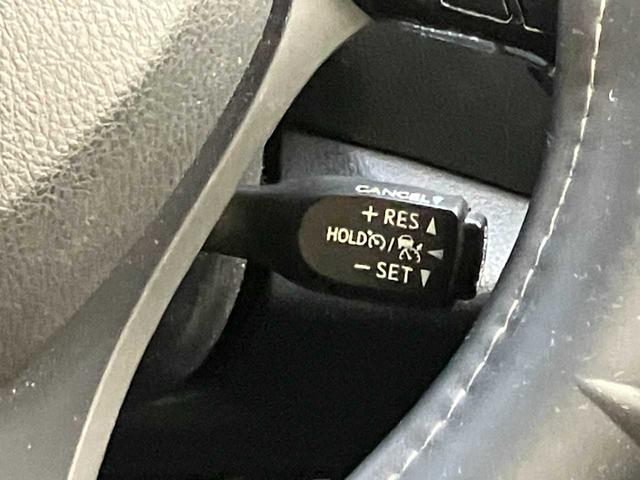 CANCEL
+ RES ▲
HOLD / ◀
− SET ▼